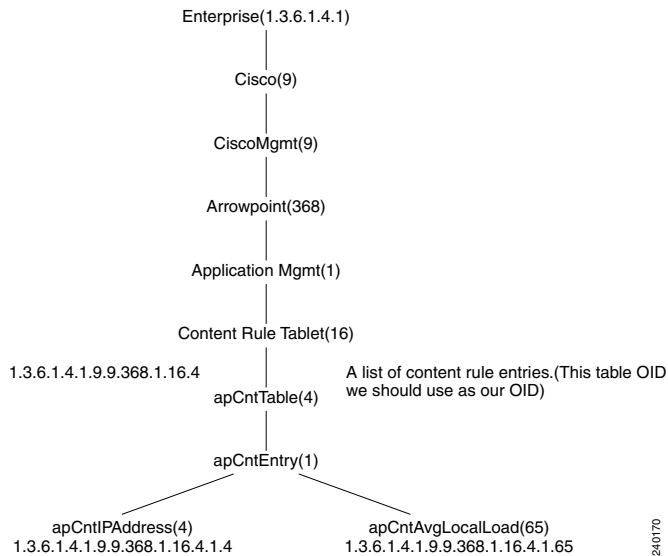 Enterprise(1.3.6.1.4.1)
Cisco(9)
CiscoMgmt(9)
Arrowpoint(368)
Application Mgmt(1)
Content Rule Tablet(16)
1.3.6.1.4.1.9.9.368.1.16.4
A list of content rule entries.(This table OID
we should use as our OID)
apCntTable(4)
apCntEntry(1)
apCntIPAddress(4)
1.3.6.1.4.1.9.9.368.16.4.1.4
apCntAvgLocalLoad(65)
1.3.6.1.4.1.9.9.368.16.4.1.65
240170